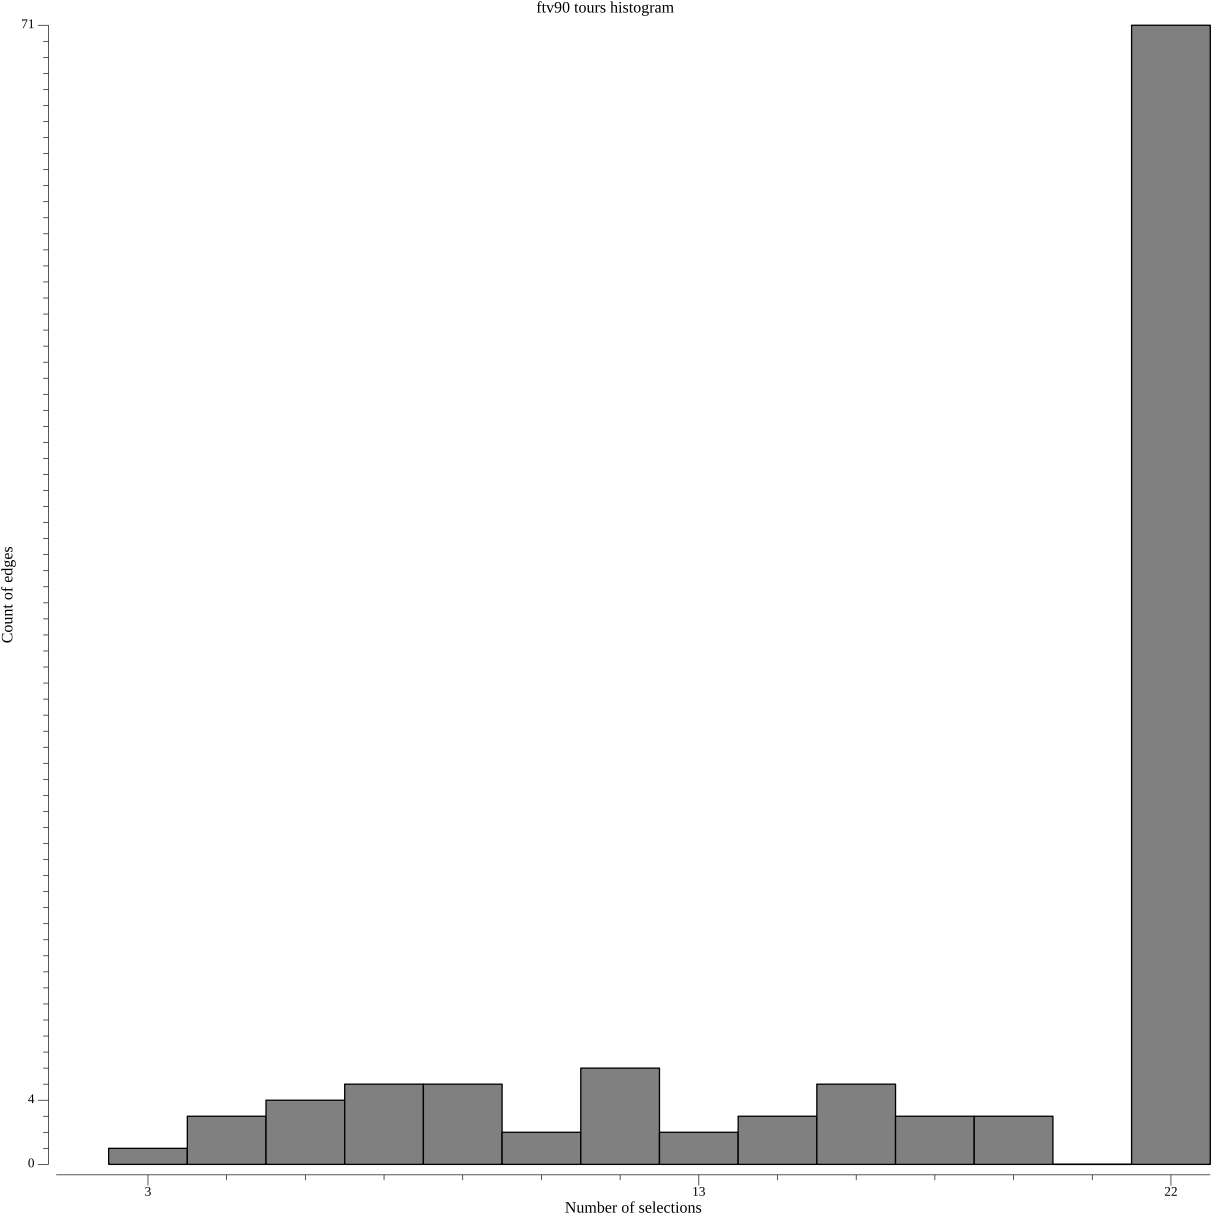 ftv90 tours histogram
71
Count of edges
4
0
3 13 22
Number of selections